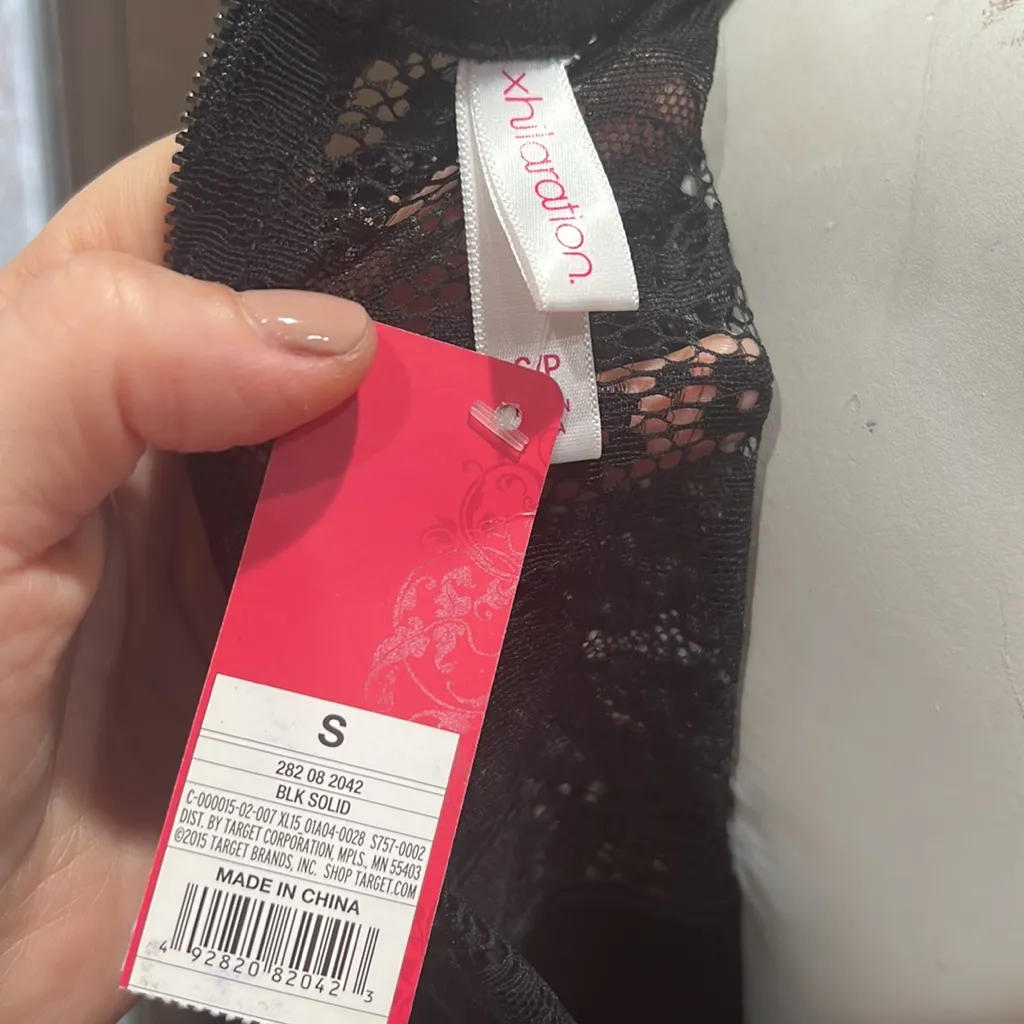 xhilaration.
S/P
S
282 08 2042
BLK SOLID
C-000015-02-007 XL15_01A04-0028 S757-0002
DIST. BY TARGET CORPORATION, MPLS, MN 55403
©2015 TARGET BRANDS, INC. SHOP TARGET.COM
MADE IN CHINA
4 92820 82042 3